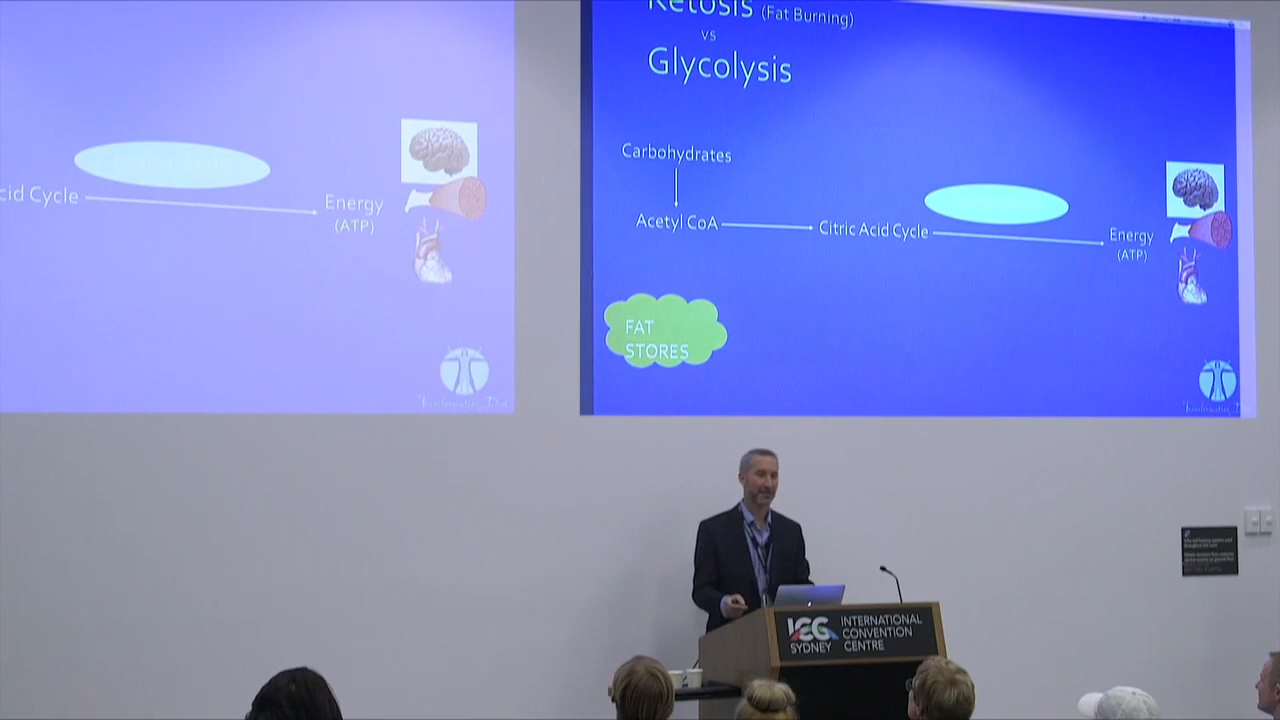 cid Cycle
Energy
(ATP)
Ketosis (Fat Burning)
vs
Glycolysis
Carbohydrates
Acetyl CoA
Citric Acid Cycle
Energy
(ATP)
FAT
STORES
ICC
SYDNEY
INTERNATIONAL
CONVENTION
CENTRE